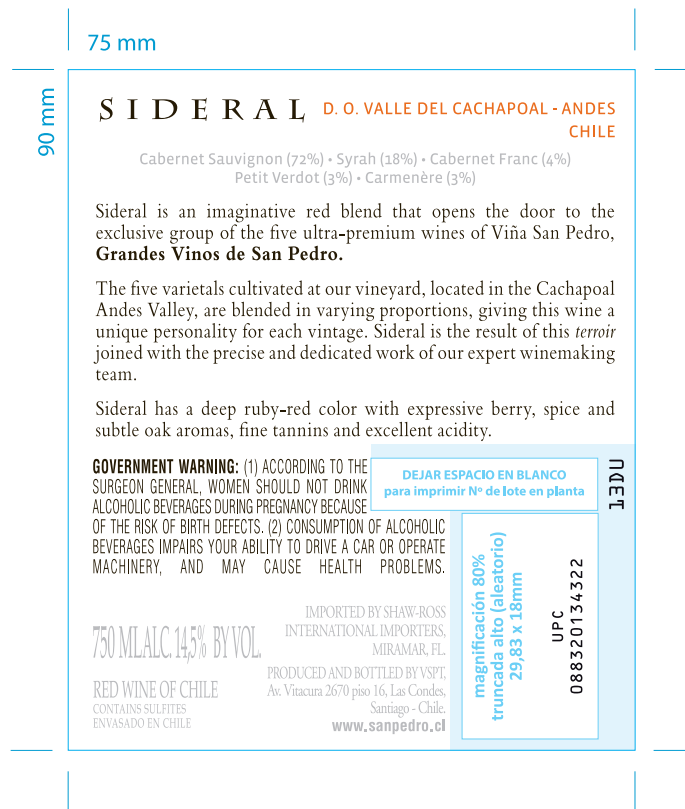 75 mm
90 mm
SIDERAL D. O. VALLE DEL CACHAPOAL - ANDES
CHILE
Cabernet Sauvignon (72%) • Syrah (18%) • Cabernet Franc (4%)
Petit Verdot (3%) • Carmenère (3%)
Sideral is an imaginative red blend that opens the door to the
exclusive group of the five ultra-premium wines of Viña San Pedro,
Grandes Vinos de San Pedro.
The five varietals cultivated at our vineyard, located in the Cachapoal
Andes Valley, are blended in varying proportions, giving this wine a
unique personality for each vintage. Sideral is the result of this terroir
joined with the precise and dedicated work of our expert winemaking
team.
Sideral has a deep ruby-red color with expressive berry, spice and
subtle oak aromas, fine tannins and excellent acidity.
GOVERNMENT WARNING: (1) ACCORDING TO THE
SURGEON GENERAL, WOMEN SHOULD NOT DRINK
ALCOHOLIC BEVERAGES DURING PREGNANCY BECAUSE
OF THE RISK OF BIRTH DEFECTS. (2) CONSUMPTION OF ALCOHOLIC
BEVERAGES IMPAIRS YOUR ABILITY TO DRIVE A CAR OR OPERATE
MACHINERY, AND MAY CAUSE HEALTH PROBLEMS.
DEJAR ESPACIO EN BLANCO
para imprimir Nº de lote en planta
13DU
750 ML ALC. 14,5% BY VOL.
RED WINE OF CHILE
CONTAINS SULFITES
ENVASADO EN CHILE
IMPORTED BY SHAW-ROSS
INTERNATIONAL IMPORTERS,
MIRAMAR, FL.
PRODUCED AND BOTTLED BY VSPT,
Av. Vitacura 2670 piso 16, Las Condes,
Santiago - Chile.
www.sanpedro.cl
magnificación 80%
truncada alto (aleatorio)
29,83 x 18mm
UPC
088320134322